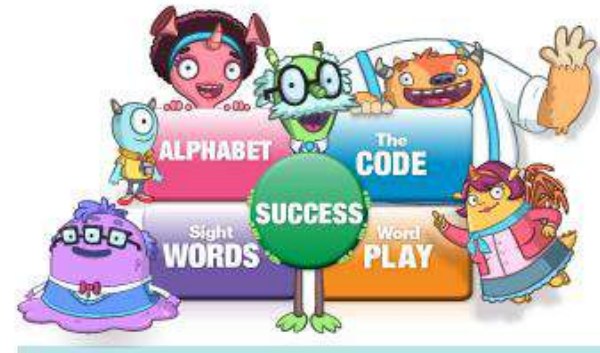 ALPHABET
The
CODE
SUCCESS
Sight
WORDS
Word
PLAY